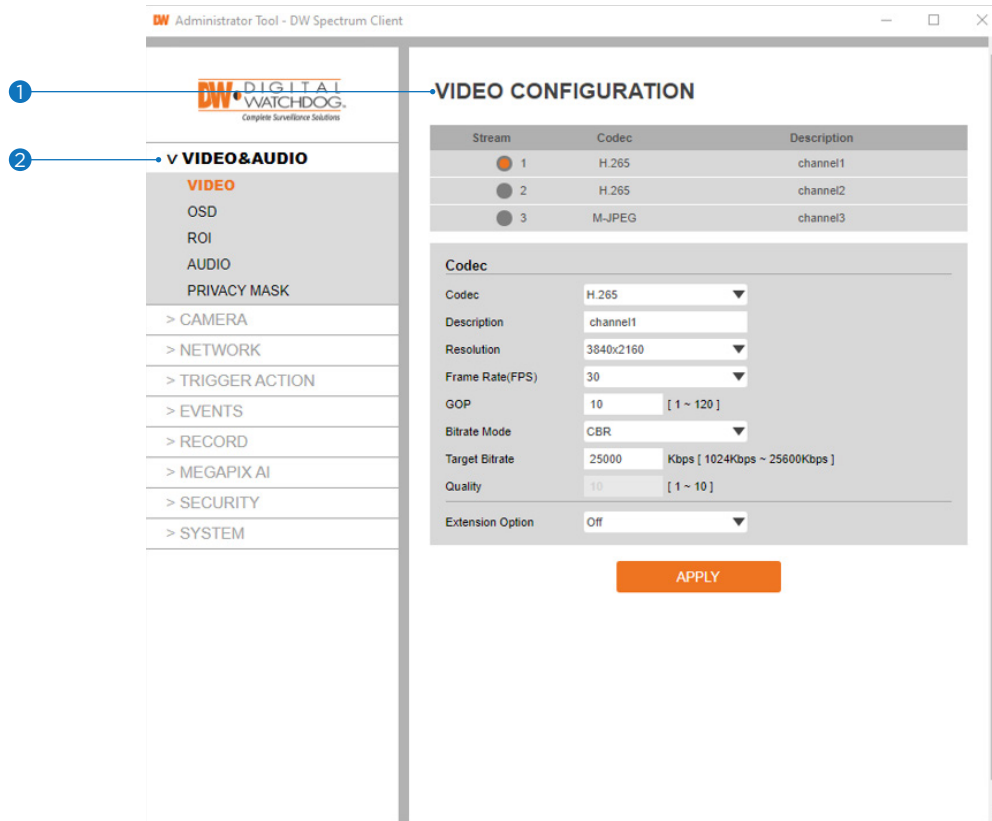 DW Administrator Tool - DW Spectrum Client
1
DW DIGITAL
WATCHDOG
Complete Surveillance Solutions
2
V VIDEO&AUDIO
VIDEO
OSD
ROI
AUDIO
PRIVACY MASK
> CAMERA
> NETWORK
> TRIGGER ACTION
> EVENTS
> RECORD
> MEGAPIX AI
> SECURITY
> SYSTEM
VIDEO CONFIGURATION
Stream Codec Description
1 H.265 channel1
2 H.265 channel2
3 M-JPEG channel3
Codec
Codec H.265
Description channel1
Resolution 3840x2160
Frame Rate(FPS) 30
GOP 10 [ 1 ~ 120 ]
Bitrate Mode CBR
Target Bitrate 25000 Kbps [ 1024Kbps ~ 25600Kbps ]
Quality 10 [ 1 ~ 10 ]
Extension Option Off
APPLY